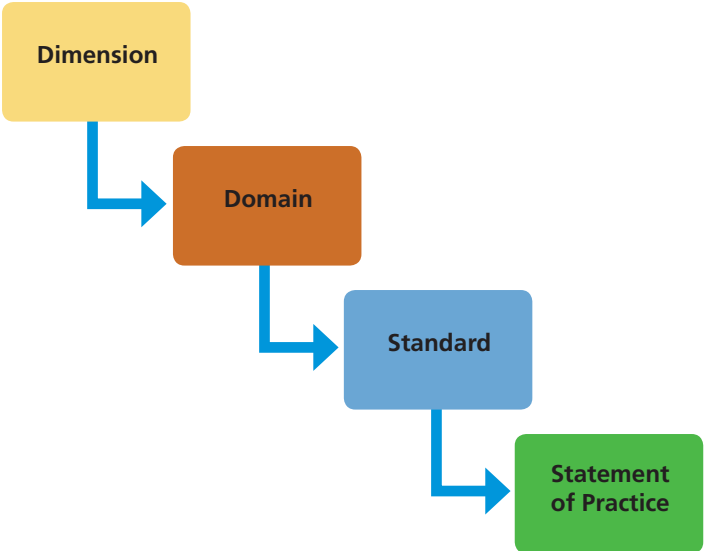 Dimension
Domain
Standard
Statement
of Practice